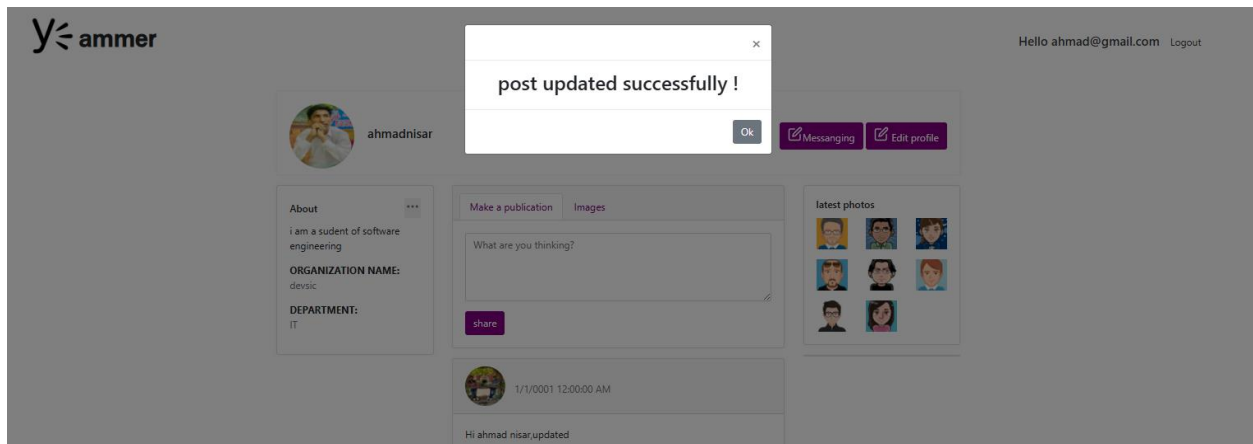 y ammer
×
Hello ahmad@gmail.com Logout
post updated successfully !
Ok
ahmadnisar
Messanging
Edit profile
About
...
i am a sudent of software
engineering
ORGANIZATION NAME:
devsic
DEPARTMENT:
IT
Make a publication Images
What are you thinking?
share
latest photos
1/1/0001 12:00:00 AM
Hi ahmad nisar,updated